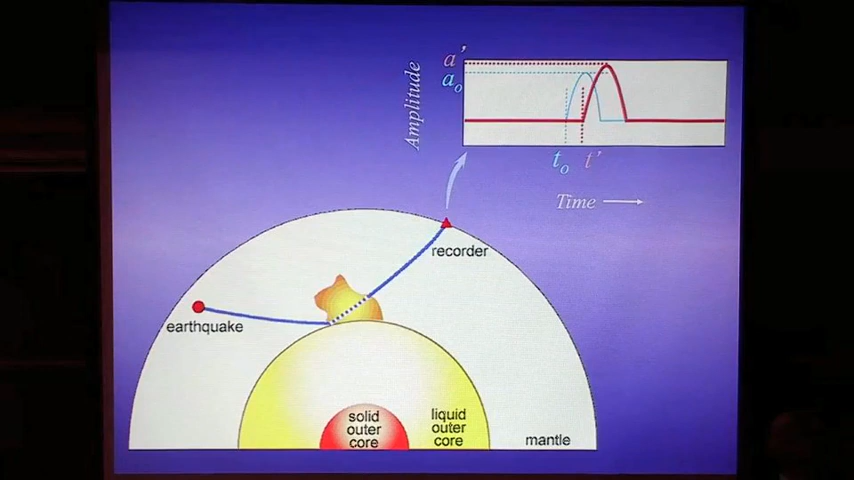 a'
a₀
Amplitude
t₀ t'
Time
recorder
earthquake
solid
outer
core
liquid
outer
core
mantle